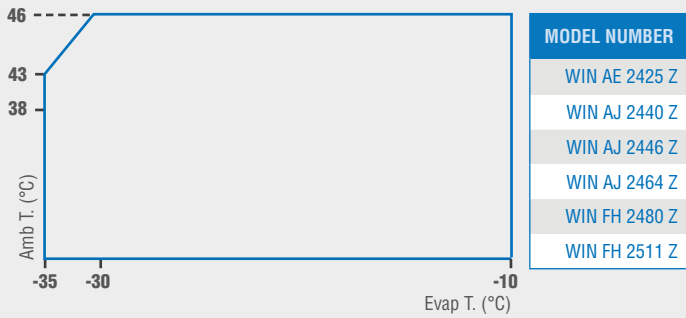 46
43
38
Amb T. (°C)
-35
-30
-10
Evap T. (°C)
MODEL NUMBER
WIN AE 2425 Z
WIN AJ 2440 Z
WIN AJ 2446 Z
WIN AJ 2464 Z
WIN FH 2480 Z
WIN FH 2511 Z